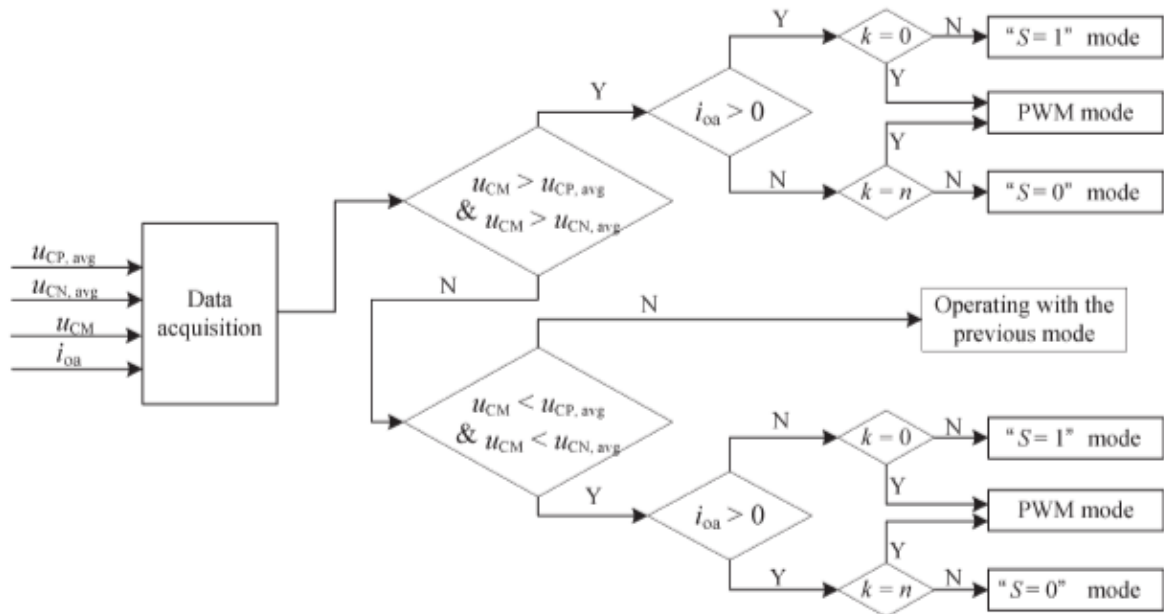 u_CP, avg
u_CN, avg
u_CM
i_oa
Data
acquisition
u_CM > u_CP, avg
& u_CM > u_CN, avg
Y
N
i_oa > 0
Y
N
k = 0
N
Y
k = n
Y
N
"S= 1" mode
PWM mode
"S=0" mode
u_CM < u_CP, avg
& u_CM < u_CN, avg
N
Y
Operating with the
previous mode
i_oa > 0
N
Y
k = 0
N
Y
k = n
Y
N
"S= 1" mode
PWM mode
"S=0" mode